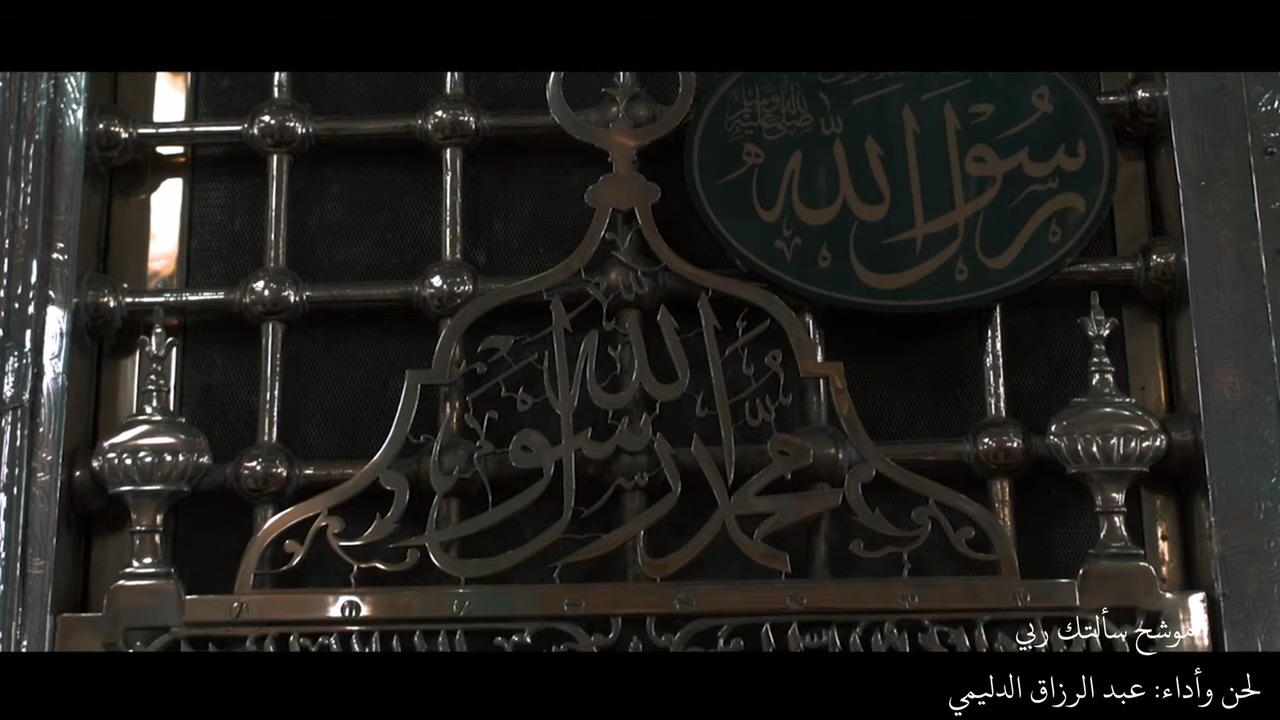 رسول الله
صلى الله عليه وسلم
محمد رسول الله
موشح سألتك ربي
لحن وأداء: عبد الرزاق الدليمي